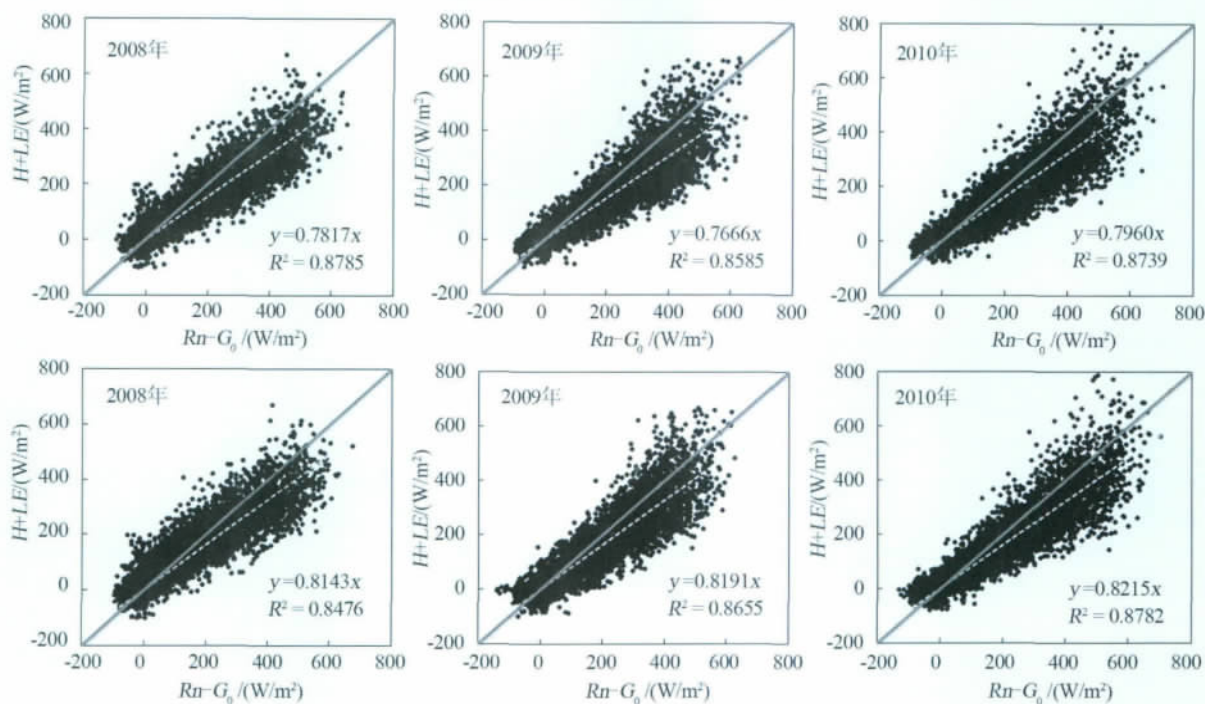 800
600
400
200
0
-200
H+LE/(W/m²)
2008年
y=0.7817x
R² = 0.8785
-200 0 200 400 600 800
Rn-G₀/(W/m²)
800
600
400
200
0
-200
H+LE/(W/m²)
2009年
y=0.7666x
R² = 0.8585
-200 0 200 400 600 800
Rn-G₀/(W/m²)
800
600
400
200
0
-200
H+LE/(W/m²)
2010年
y=0.7960x
R² = 0.8739
-200 0 200 400 600 800
Rn-G₀/(W/m²)
800
600
400
200
0
-200
H+LE/(W/m²)
2008年
y=0.8143x
R² = 0.8476
-200 0 200 400 600 800
Rn-G₀/(W/m²)
800
600
400
200
0
-200
H+LE/(W/m²)
2009年
y=0.8191x
R² = 0.8655
-200 0 200 400 600 800
Rn-G₀/(W/m²)
800
600
400
200
0
-200
H+LE/(W/m²)
2010年
y=0.8215x
R² = 0.8782
-200 0 200 400 600 800
Rn-G₀/(W/m²)